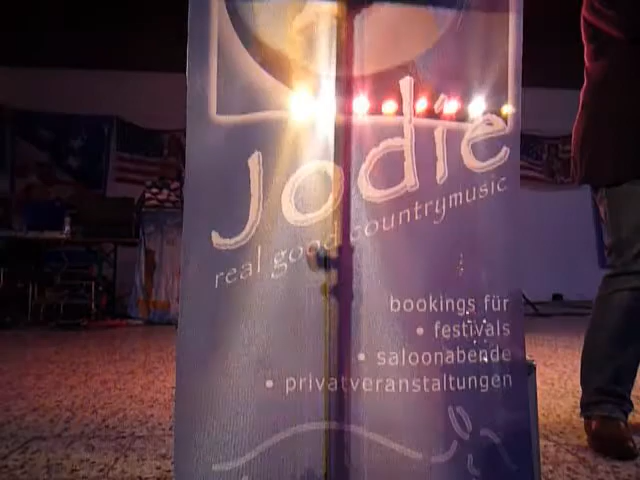 Jodie
real good countrymusic
bookings für
• festivals
• saloonabende
• privatveranstaltungen